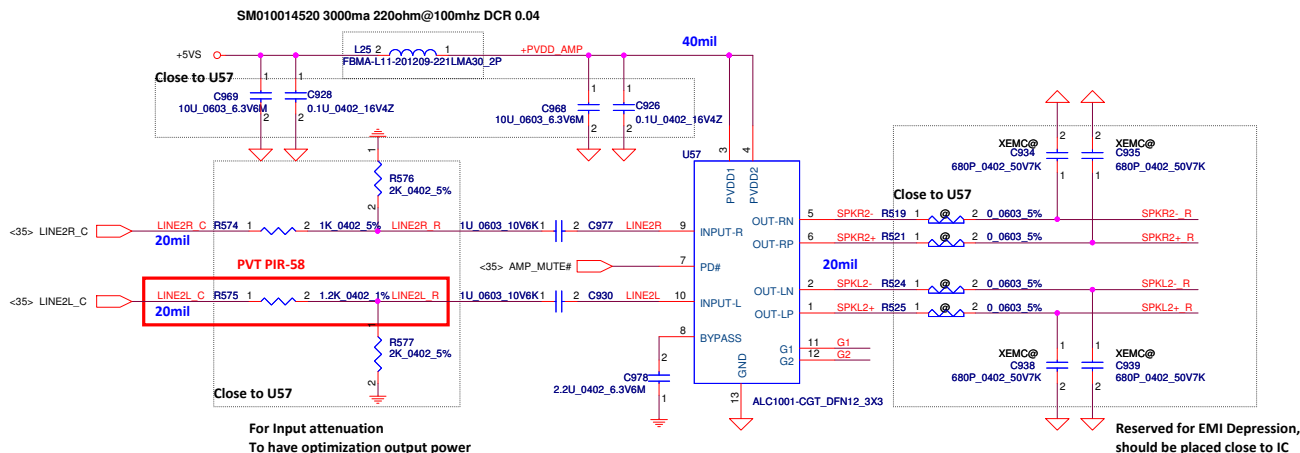 SM010014520 3000ma 220ohm@100mhz DCR 0.04
+5VS
L25 2 1
FBMA-L11-201209-221LMA30_2P
+PVDD_AMP
40mil
Close to U57
1 1
C969 C928
10U_0603_6.3V6M 0.1U_0402_16V4Z
2 2
1 1
C968 C926
10U_0603_6.3V6M 0.1U_0402_16V4Z
2 2
1
R576
2K_0402_5%
2
<35> LINE2R_C LINE2R_C R574 1 2 1K_0402_5% LINE2R_R 1U_0603_10V6K 1 2 C977 LINE2R 9 INPUT-R
20mil
PVT PIR-58
<35> AMP_MUTE# 7 PD#
<35> LINE2L_C LINE2L_C R575 1 2 1.2K_0402_1% LINE2L_R 1U_0603_10V6K 1 2 C930 LINE2L 10 INPUT-L
20mil
1
R577
2K_0402_5%
2
Close to U57
8 BYPASS
2
C978
2.2U_0402_6.3V6M
1
For Input attenuation
To have optimization output power
U57
3 4
PVDD1 PVDD2
OUT-RN 5 SPKR2- R519 1 @ 2 0_0603_5% SPKR2-_R
OUT-RP 6 SPKR2+ R521 1 @ 2 0_0603_5% SPKR2+_R
20mil
OUT-LN 2 SPKL2- R524 1 @ 2 0_0603_5% SPKL2-_R
OUT-LP 1 SPKL2+ R525 1 @ 2 0_0603_5% SPKL2+_R
G1 11 G1
G2 12 G2
GND
13
ALC1001-CGT_DFN12_3X3
2 2
XEMC@ XEMC@
C934 C935
680P_0402_50V7K 680P_0402_50V7K
1 1
Close to U57
1 1
XEMC@ XEMC@
C938 C939
680P_0402_50V7K 680P_0402_50V7K
2 2
Reserved for EMI Depression,
should be placed close to IC